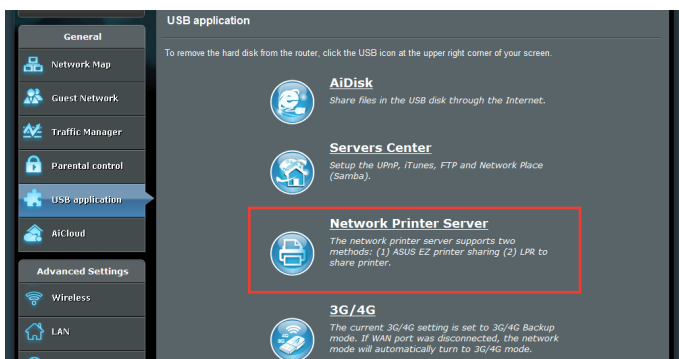 USB application
General
To remove the hard disk from the router, click the USB icon at the upper right corner of your screen.
Network Map
Guest Network
Traffic Manager
Parental control
USB application
AiCloud
Advanced Settings
Wireless
LAN
AiDisk
Share files in the USB disk through the Internet.
Servers Center
Setup the UPnP, iTunes, FTP and Network Place
(Samba).
Network Printer Server
The network printer server supports two
methods: (1) ASUS EZ printer sharing (2) LPR to
share printer.
3G/4G
The current 3G/4G setting is set to 3G/4G Backup
mode. If WAN port was disconnected, the network
mode will automatically turn to 3G/4G mode.